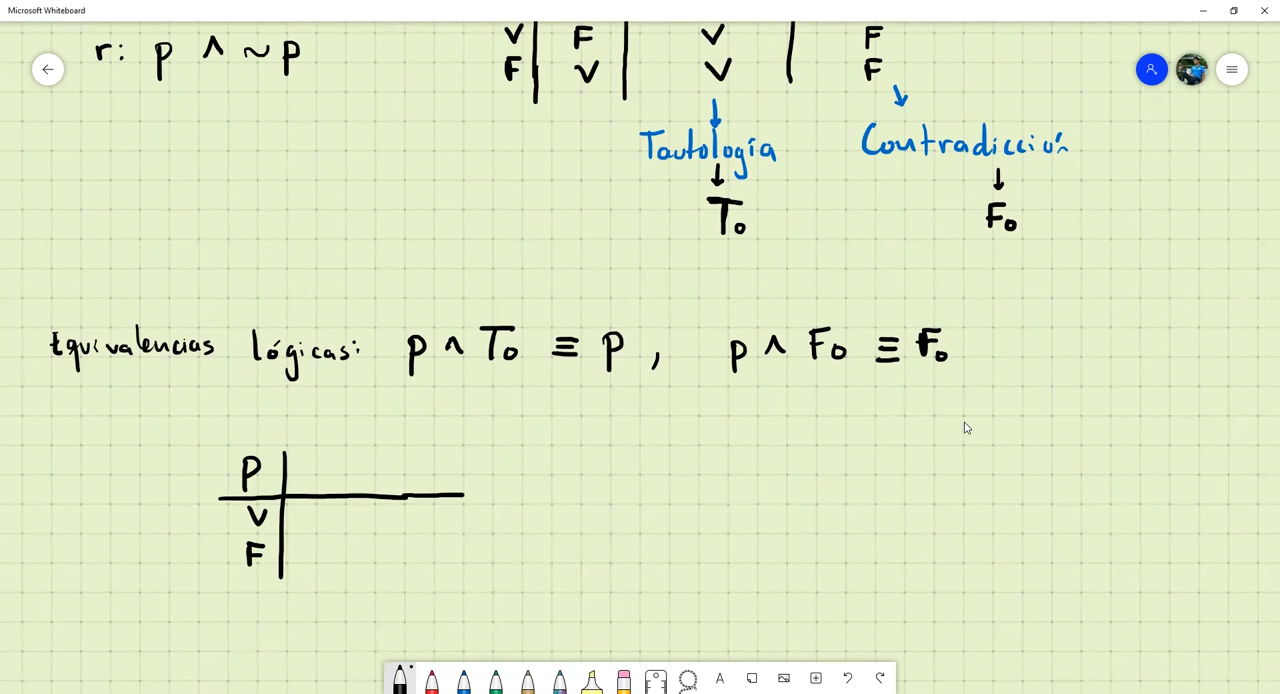 Microsoft Whiteboard
r: p ∧ ~p
V F V F
F V V F
Tautología Contradicción
T₀ F₀
Equivalencias lógicas: p ∧ T₀ ≡ p , p ∧ F₀ ≡ F₀
p
V
F
A